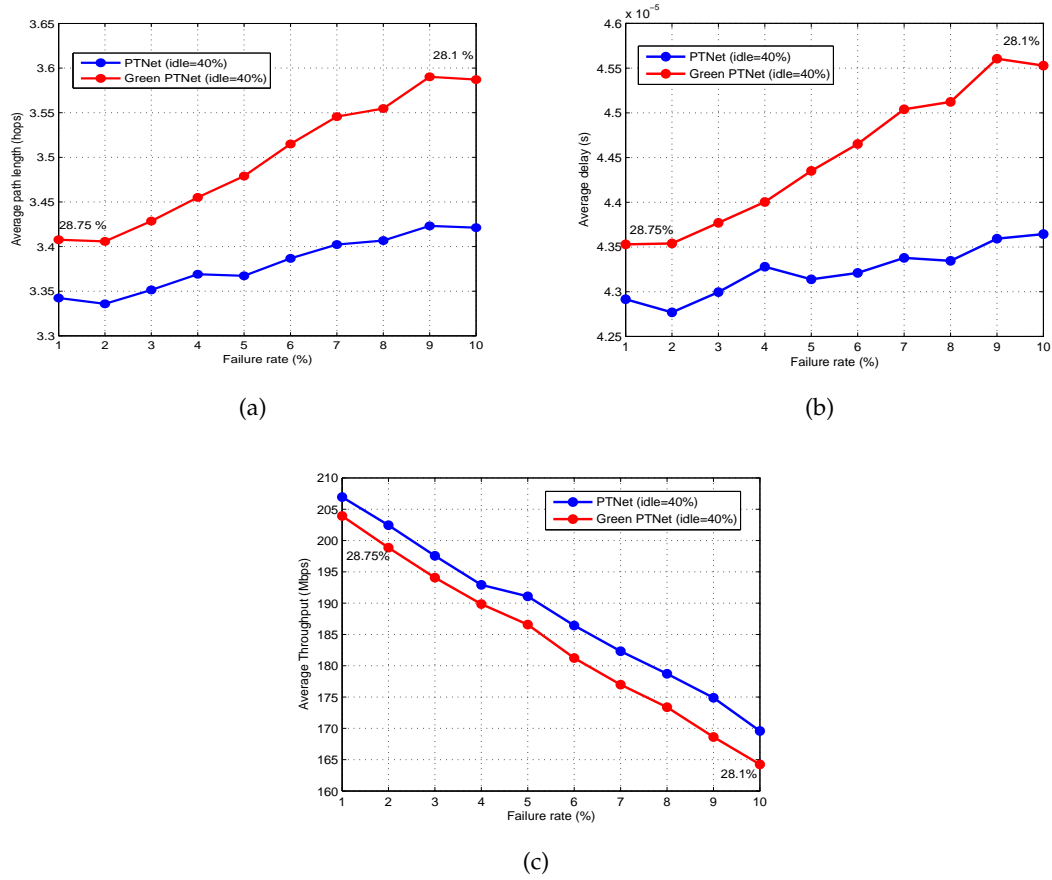 3.65
3.6
3.55
3.5
3.45
3.4
3.35
3.3
Average path length (hops)
PTNet (idle=40%)
Green PTNet (idle=40%)
28.1 %
28.75 %
1 2 3 4 5 6 7 8 9 10
Failure rate (%)
(a)
x 10⁻⁵
4.6
4.55
4.5
4.45
4.4
4.35
4.3
4.25
Average delay (s)
PTNet (idle=40%)
Green PTNet (idle=40%)
28.1%
28.75%
1 2 3 4 5 6 7 8 9 10
Failure rate (%)
(b)
210
205
200
195
190
185
180
175
170
165
160
Average Throughput (Mbps)
PTNet (idle=40%)
Green PTNet (idle=40%)
28.75%
28.1%
1 2 3 4 5 6 7 8 9 10
Failure rate (%)
(c)